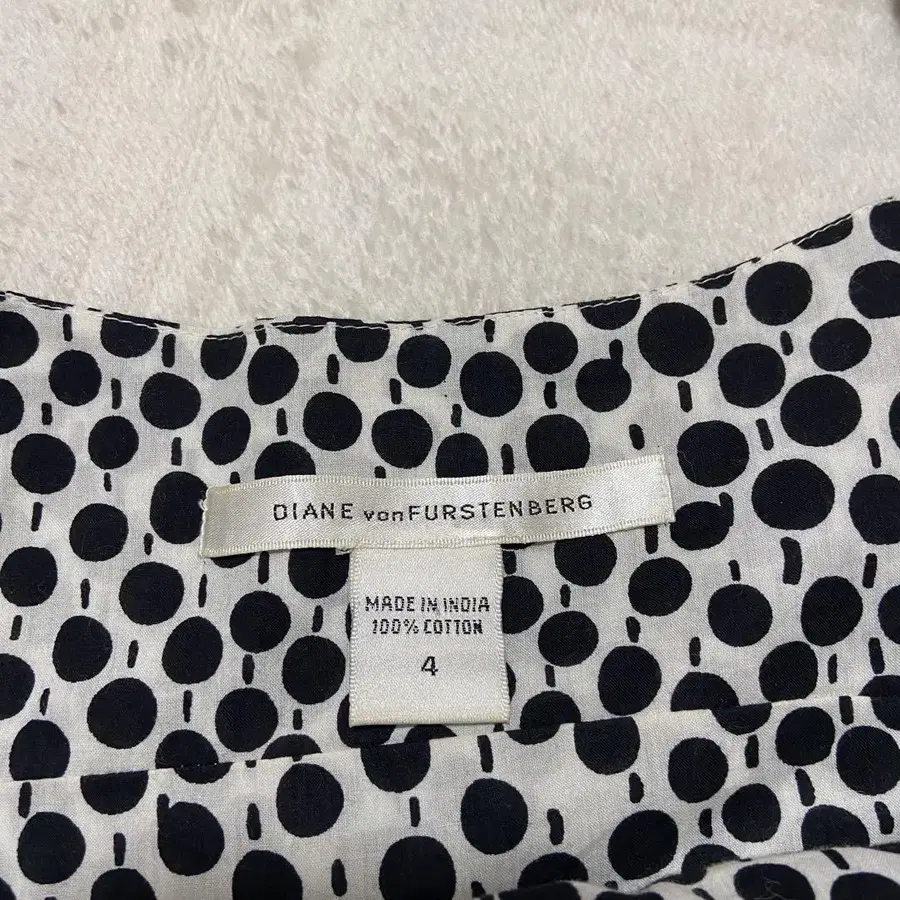 DIANE vonFURSTENBERG
MADE IN INDIA
100% COTTON
4